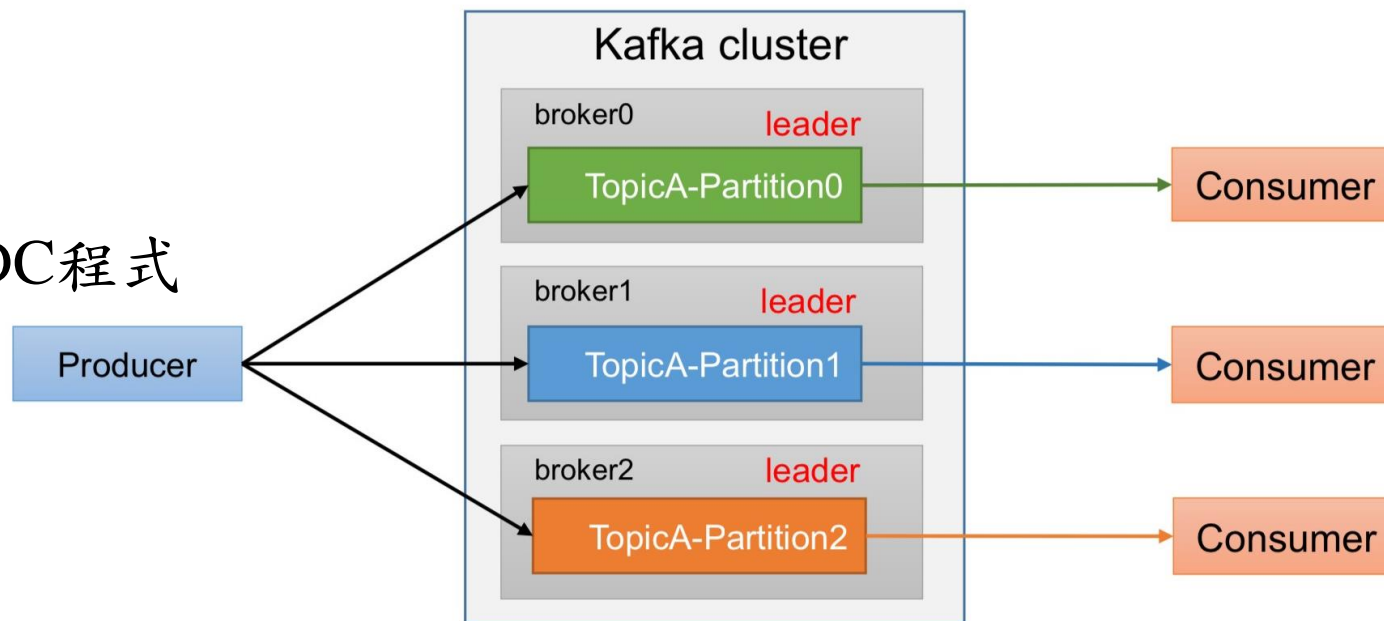 Kafka cluster
broker0
leader
TopicA-Partition0
Consumer
DC程式
broker1
leader
Producer
TopicA-Partition1
Consumer
broker2
leader
TopicA-Partition2
Consumer